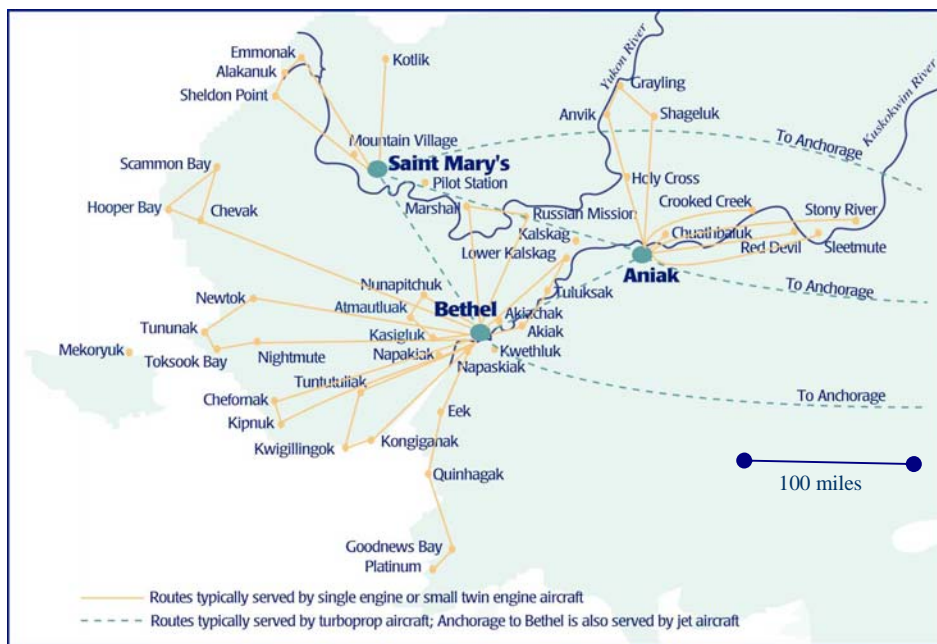 Emmonak
Kotlik
Alakanuk
Sheldon Point
Yukon River
Grayling
Anvik
Shageluk
Kuskokwim River
To Anchorage
Mountain Village
Scammon Bay
Saint Mary's
Pilot Station
Holy Cross
Crooked Creek
Hooper Bay
Chevak
Marshall
Russian Mission
Stony River
Kalskag
Chuathbaluk
Lower Kalskag
Red Devil
Sleetmute
Aniak
Nunapitchuk
Tuluksak
To Anchorage
Newtok
Atmautluak
Bethel
Akizchak
Tununak
Kasigluk
Akiak
Mekoryuk
Toksook Bay
Nightmute
Napakiak
Kwethluk
Napaskiak
Tuntutuliak
Chefornak
To Anchorage
Eek
Kipnuk
Kwigillingok
Kongiganak
Quinhagak
100 miles
Goodnews Bay
Platinum
Routes typically served by single engine or small twin engine aircraft
Routes typically served by turboprop aircraft; Anchorage to Bethel is also served by jet aircraft